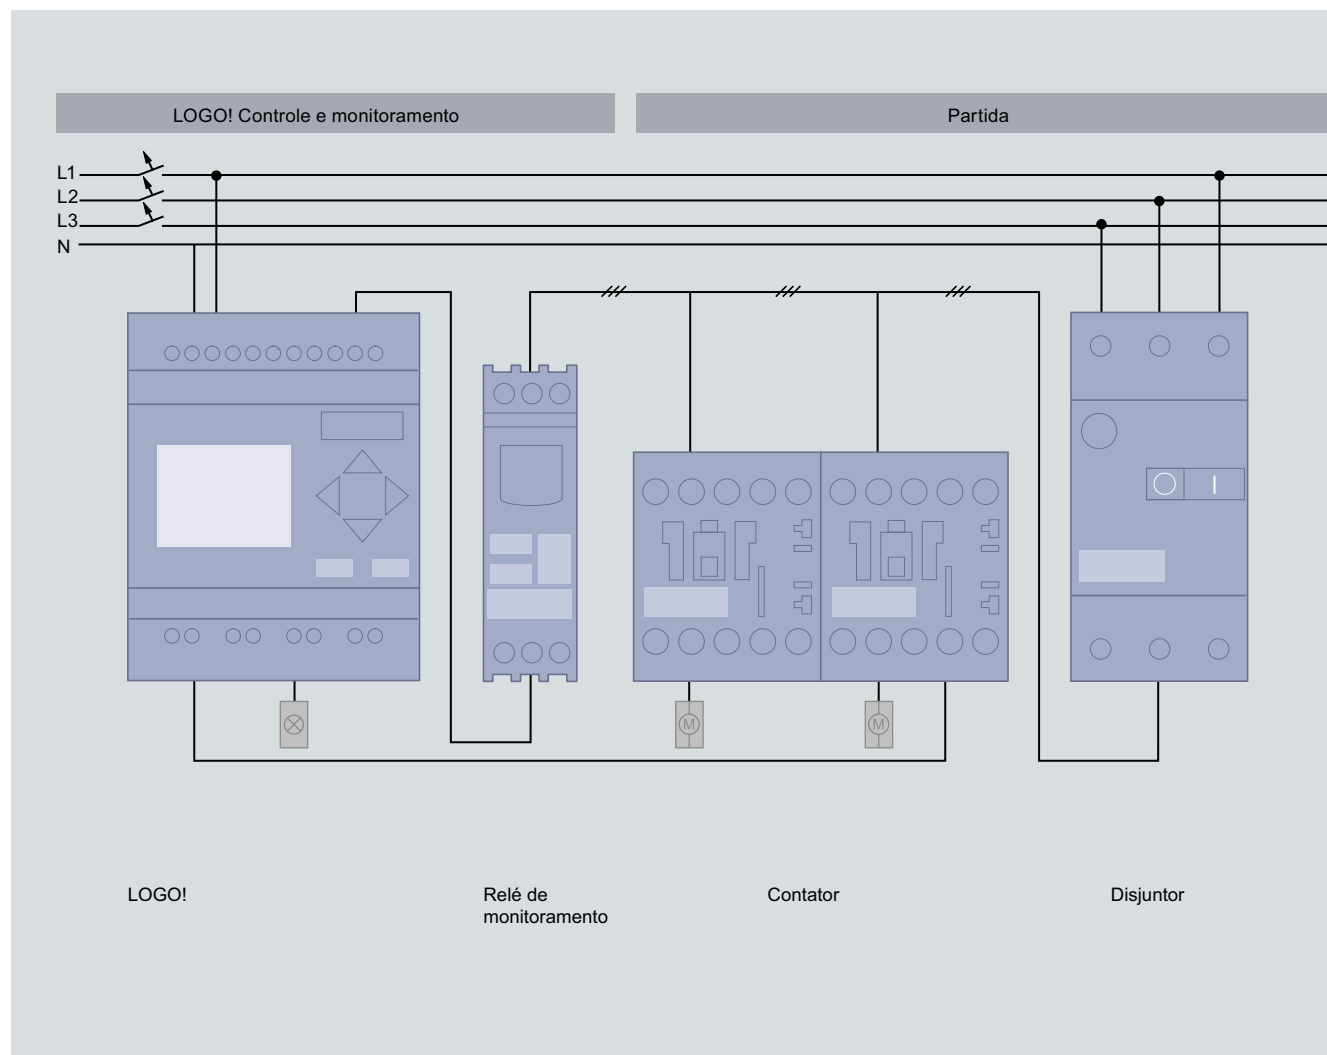 LOGO! Controle e monitoramento
Partida
L1
L2
L3
N
M
M
LOGO!
Relé de
monitoramento
Contator
Disjuntor